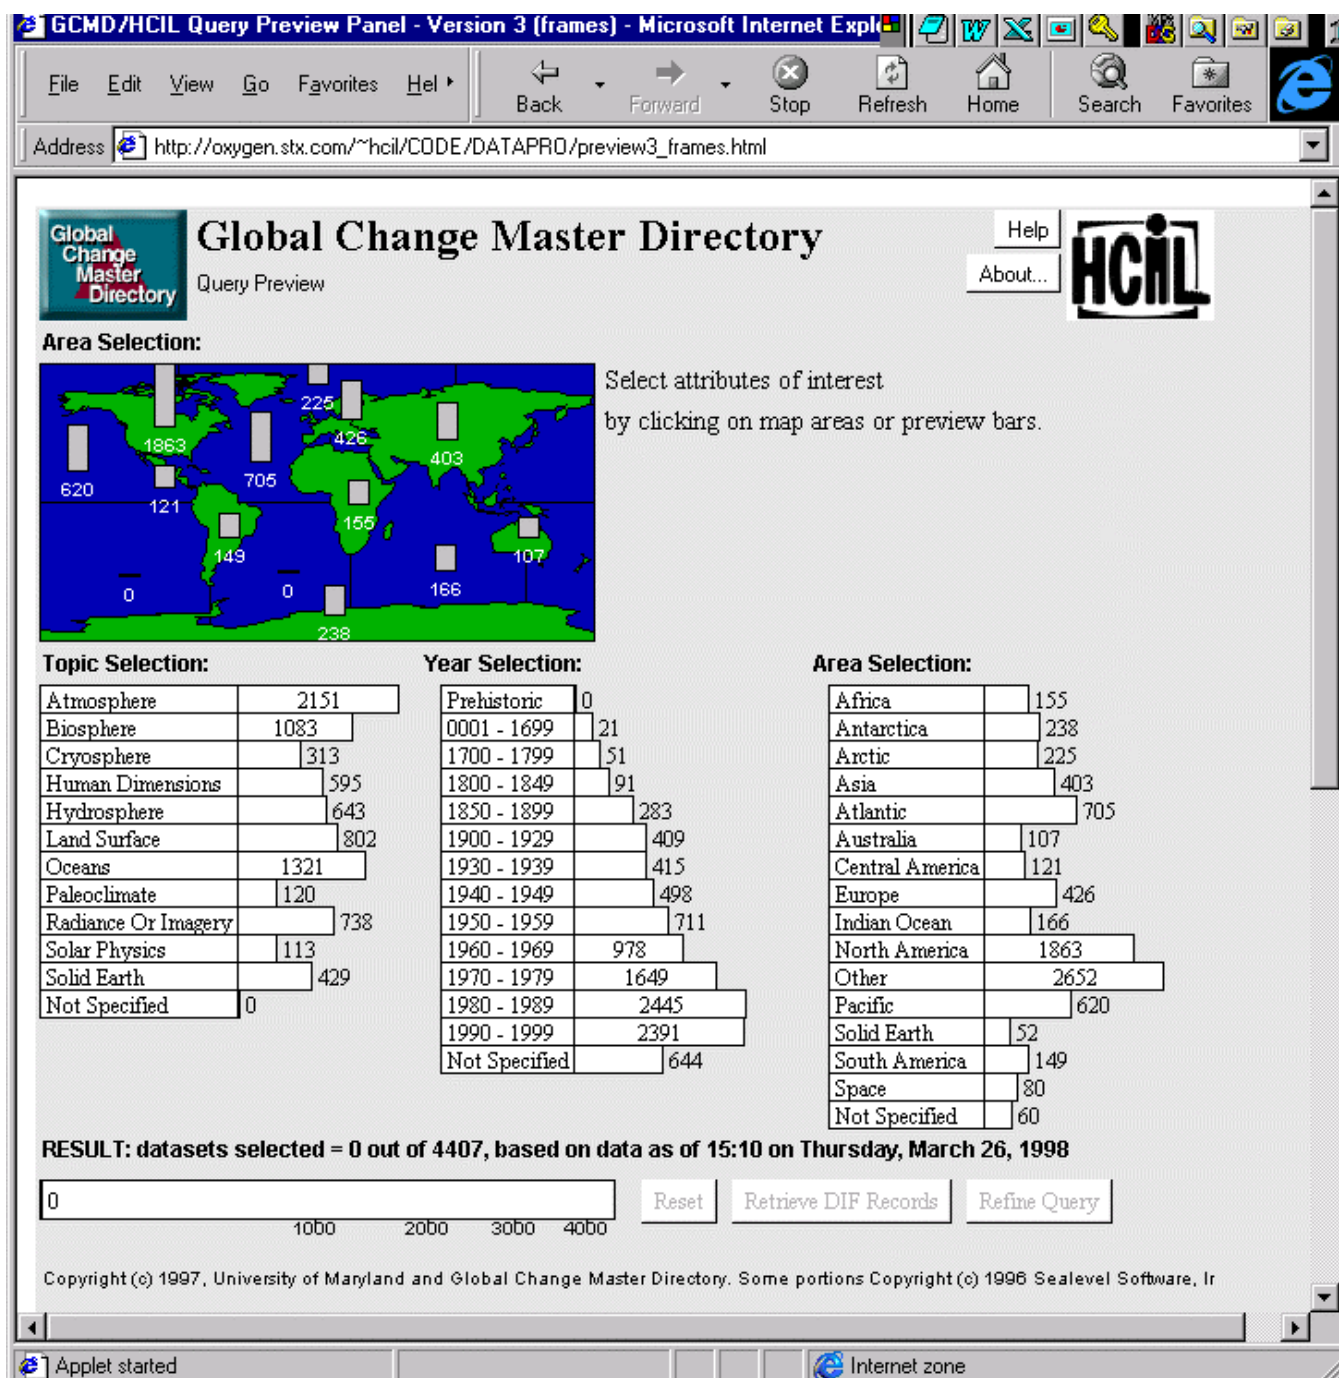 GCMD/HCIL Query Preview Panel - Version 3 (frames) - Microsoft Internet Expl
File Edit View Go Favorites Hel
Back Forward Stop Refresh Home Search Favorites
Address http://oxygen.stx.com/~hcil/CODE/DATAPRO/preview3_frames.html
Global Change Master Directory
Global Change Master Directory
Query Preview
Help
About...
HCIL
Area Selection:
Select attributes of interest
by clicking on map areas or preview bars.
225
426
1863
403
620
705
121
155
149
107
0
0
166
238
Topic Selection:
Atmosphere 2151
Biosphere 1083
Cryosphere 313
Human Dimensions 595
Hydrosphere 643
Land Surface 802
Oceans 1321
Paleoclimate 120
Radiance Or Imagery 738
Solar Physics 113
Solid Earth 429
Not Specified 0
Year Selection:
Prehistoric 0
0001 - 1699 21
1700 - 1799 51
1800 - 1849 91
1850 - 1899 283
1900 - 1929 409
1930 - 1939 415
1940 - 1949 498
1950 - 1959 711
1960 - 1969 978
1970 - 1979 1649
1980 - 1989 2445
1990 - 1999 2391
Not Specified 644
Area Selection:
Africa 155
Antarctica 238
Arctic 225
Asia 403
Atlantic 705
Australia 107
Central America 121
Europe 426
Indian Ocean 166
North America 1863
Other 2652
Pacific 620
Solid Earth 52
South America 149
Space 80
Not Specified 60
RESULT: datasets selected = 0 out of 4407, based on data as of 15:10 on Thursday, March 26, 1998
0
Reset Retrieve DIF Records Refine Query
1000 2000 3000 4000
Copyright (c) 1997, University of Maryland and Global Change Master Directory. Some portions Copyright (c) 1996 Sealevel Software, Ir
Applet started
Internet zone